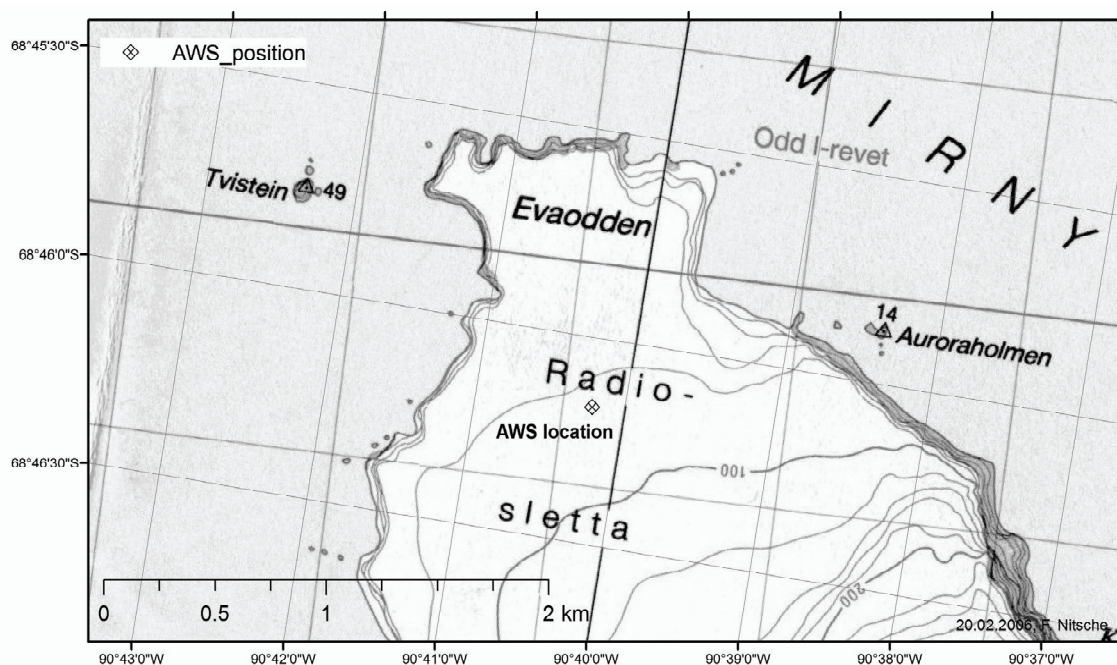 68°45'30"S
AWS_position
M I R N Y
Odd I-revet
Tvistein 49
Evaodden
68°46'0"S
14
Auroraholmen
Radio-
AWS location
68°46'30"S
100
sletta
200
0 0.5 1 2 km
20.02.2006, F. Nitsche
90°43'0"W 90°42'0"W 90°41'0"W 90°40'0"W 90°39'0"W 90°38'0"W 90°37'0"W